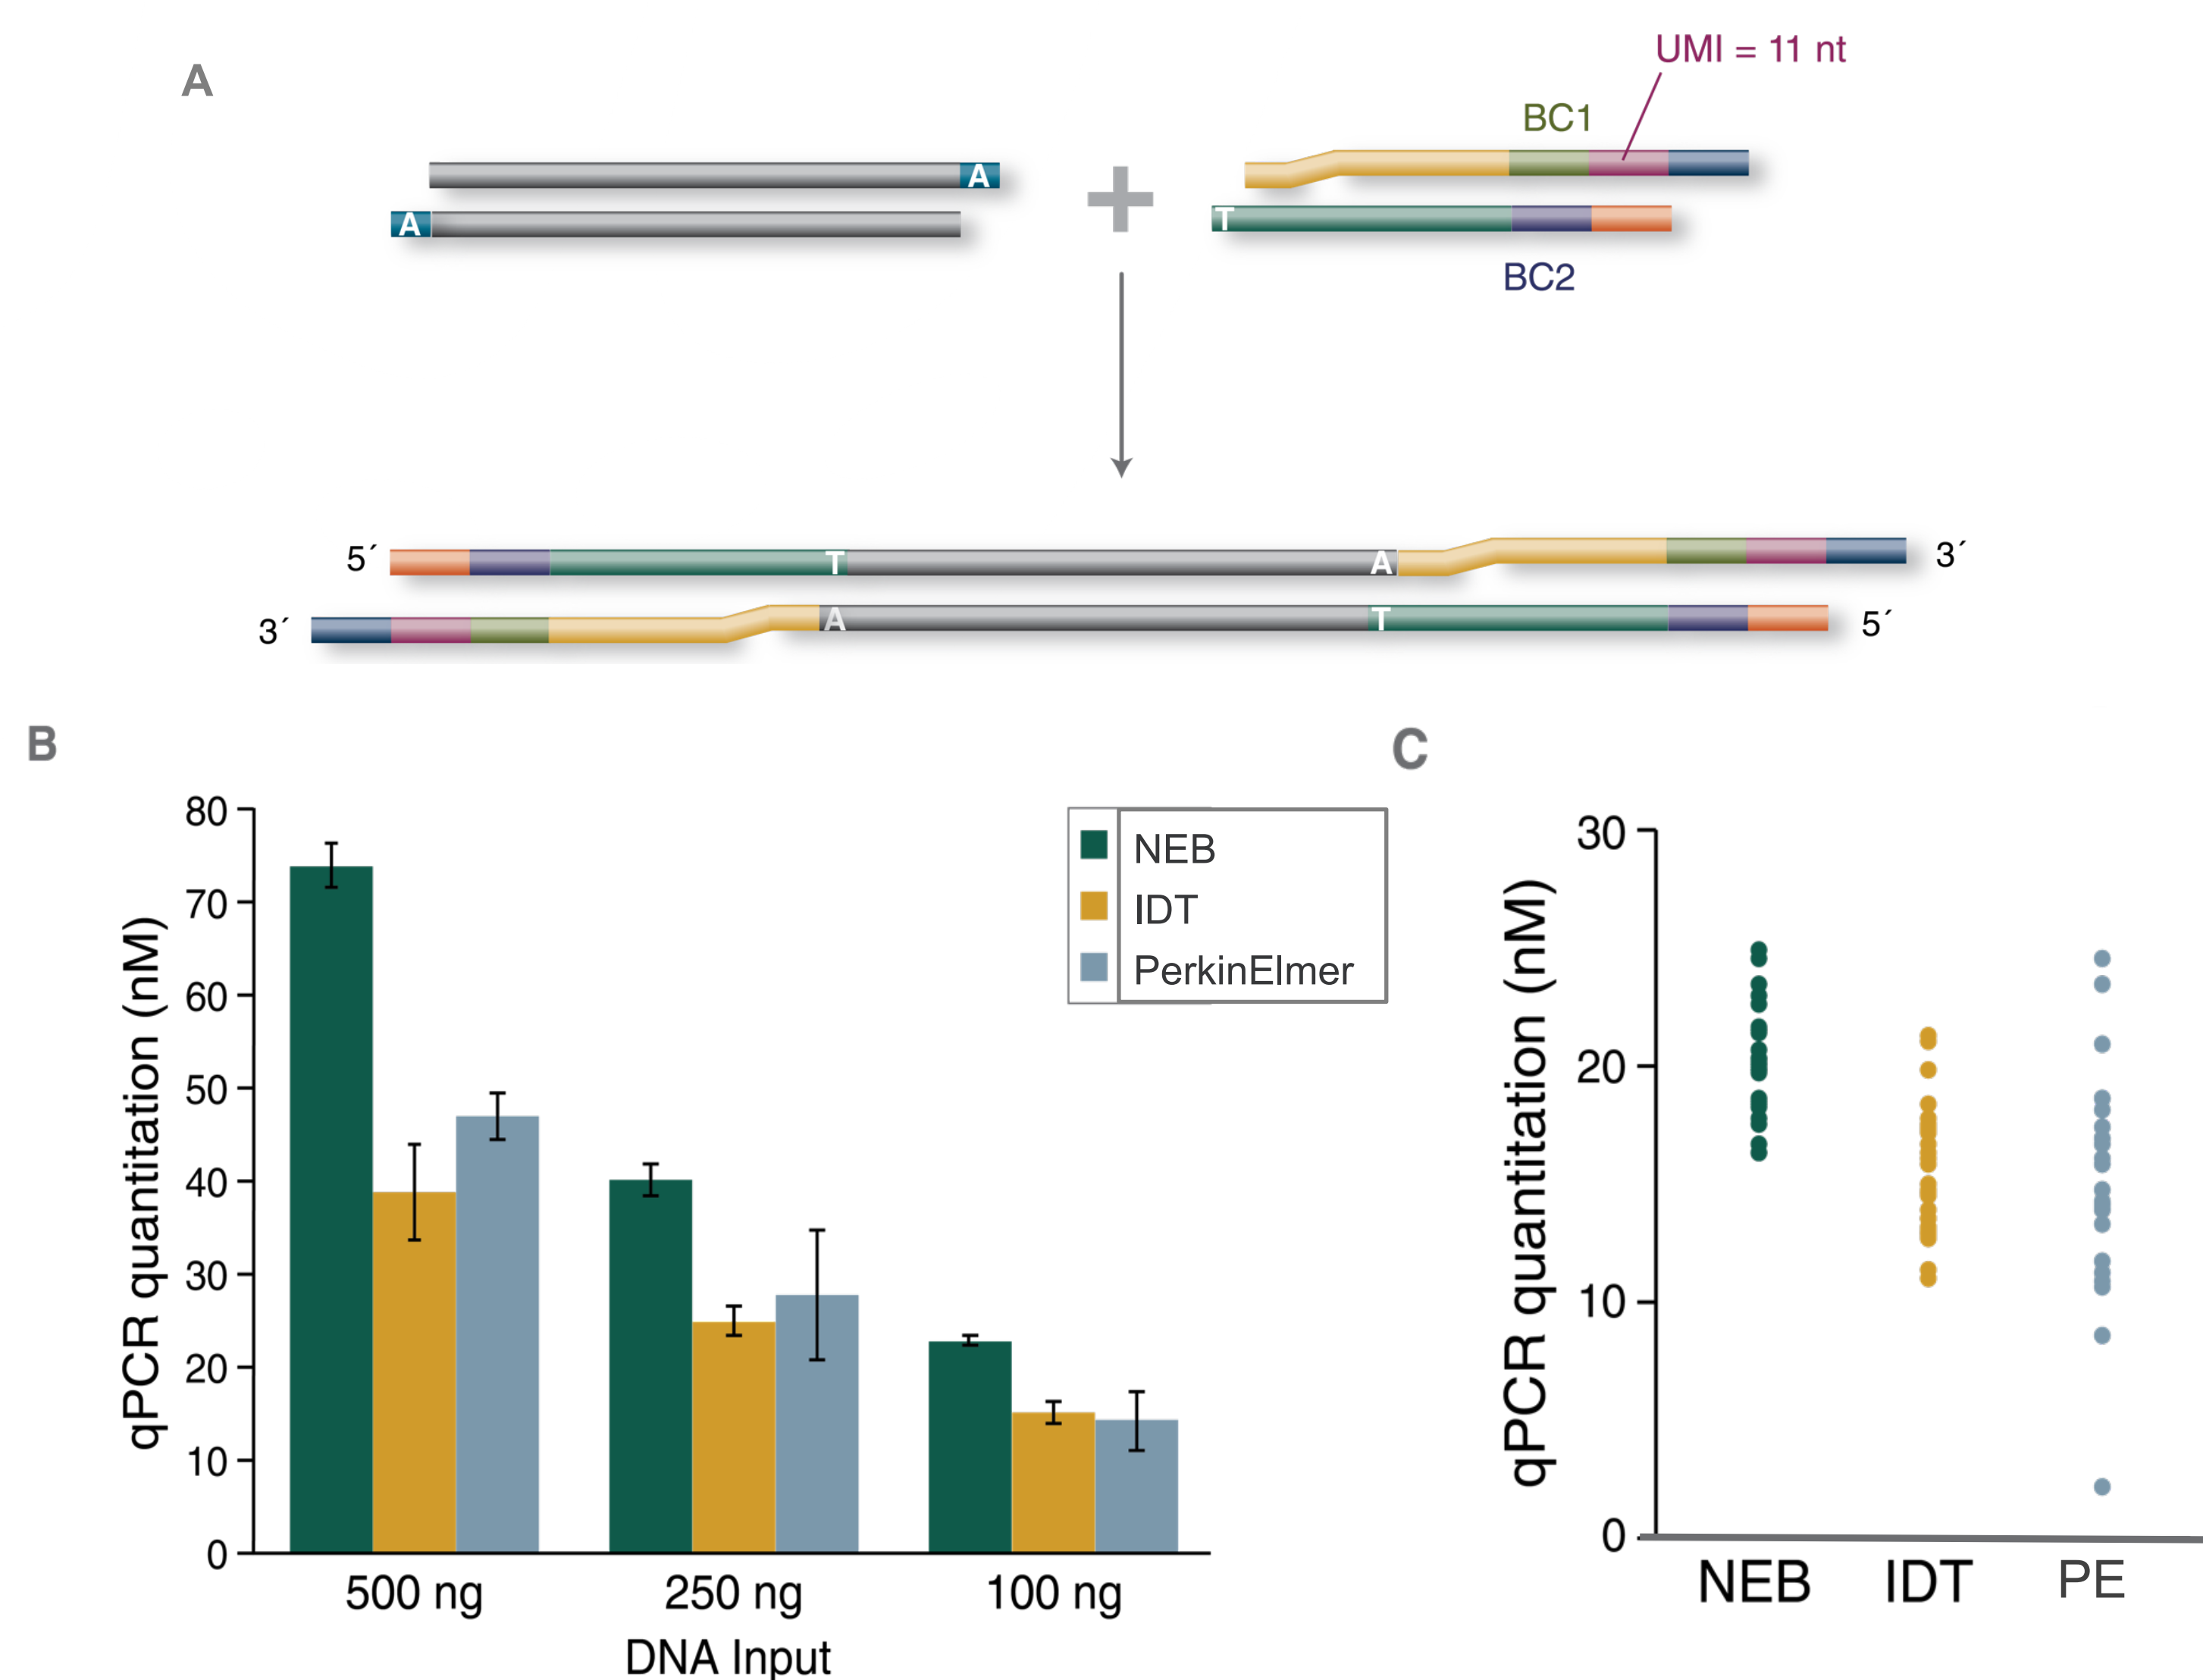 A
UMI = 11 nt
BC1
A
A
T
BC2
5´
T
A
3´
3´
A
T
5´
B
qPCR quantitation (nM)
80
70
60
50
40
30
20
10
0
500 ng
250 ng
100 ng
DNA Input
NEB
IDT
PerkinElmer
C
qPCR quantitation (nM)
30
20
10
0
NEB
IDT
PE